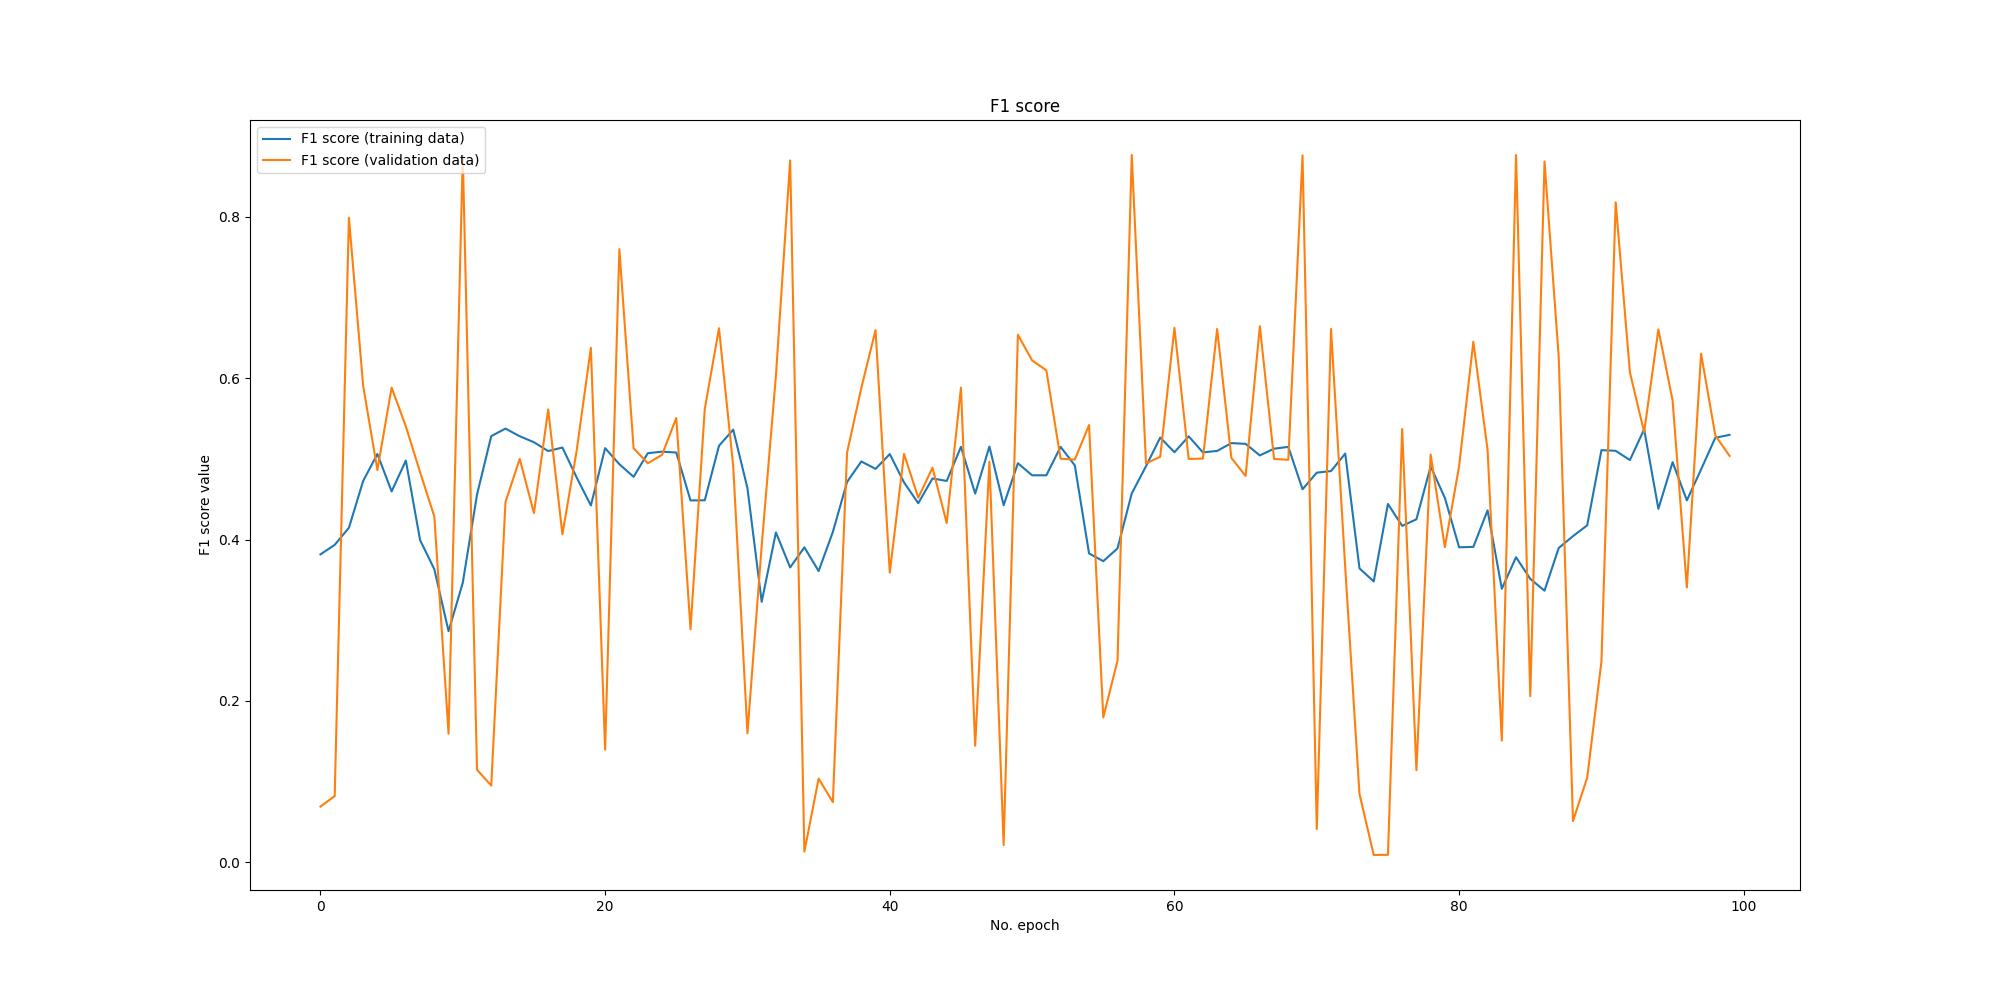 F1 score
F1 score (training data)
F1 score (validation data)
F1 score value
0.8
0.6
0.4
0.2
0.0
0 20 40 60 80 100
No. epoch